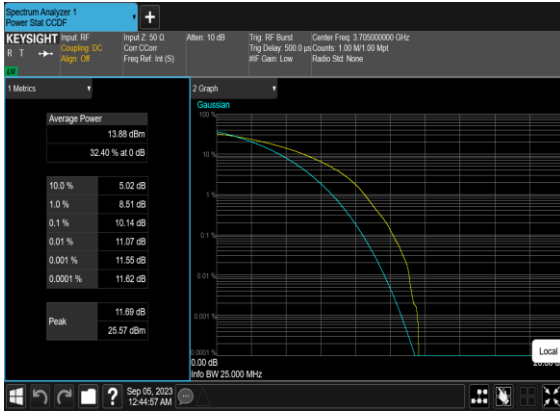 Spectrum Analyzer 1
Power Stat CCDF
KEYSIGHT
R T
LV
Input: RF
Coupling: DC
Align: Off
Input Z: 50 Ω
Corr CCorr
Freq Ref: Int (S)
Atten: 10 dB
Trig: RF Burst
Trig Delay: 500.0 µs
#IF Gain: Low
Center Freq: 3.705000000 GHz
Counts: 1.00 M/1.00 Mpt
Radio Std: None
1 Metrics
Average Power
13.88 dBm
32.40 % at 0 dB
10.0 % 5.02 dB
1.0 % 8.51 dB
0.1 % 10.14 dB
0.01 % 11.07 dB
0.001 % 11.55 dB
0.0001 % 11.62 dB
Peak
11.69 dB
25.57 dBm
2 Graph
Gaussian
100 %
10 %
1 %
0.1 %
0.01 %
0.001 %
0.0001 %
0.00 dB
Info BW 25.000 MHz
Local
Sep 05, 2023
12:44:57 AM